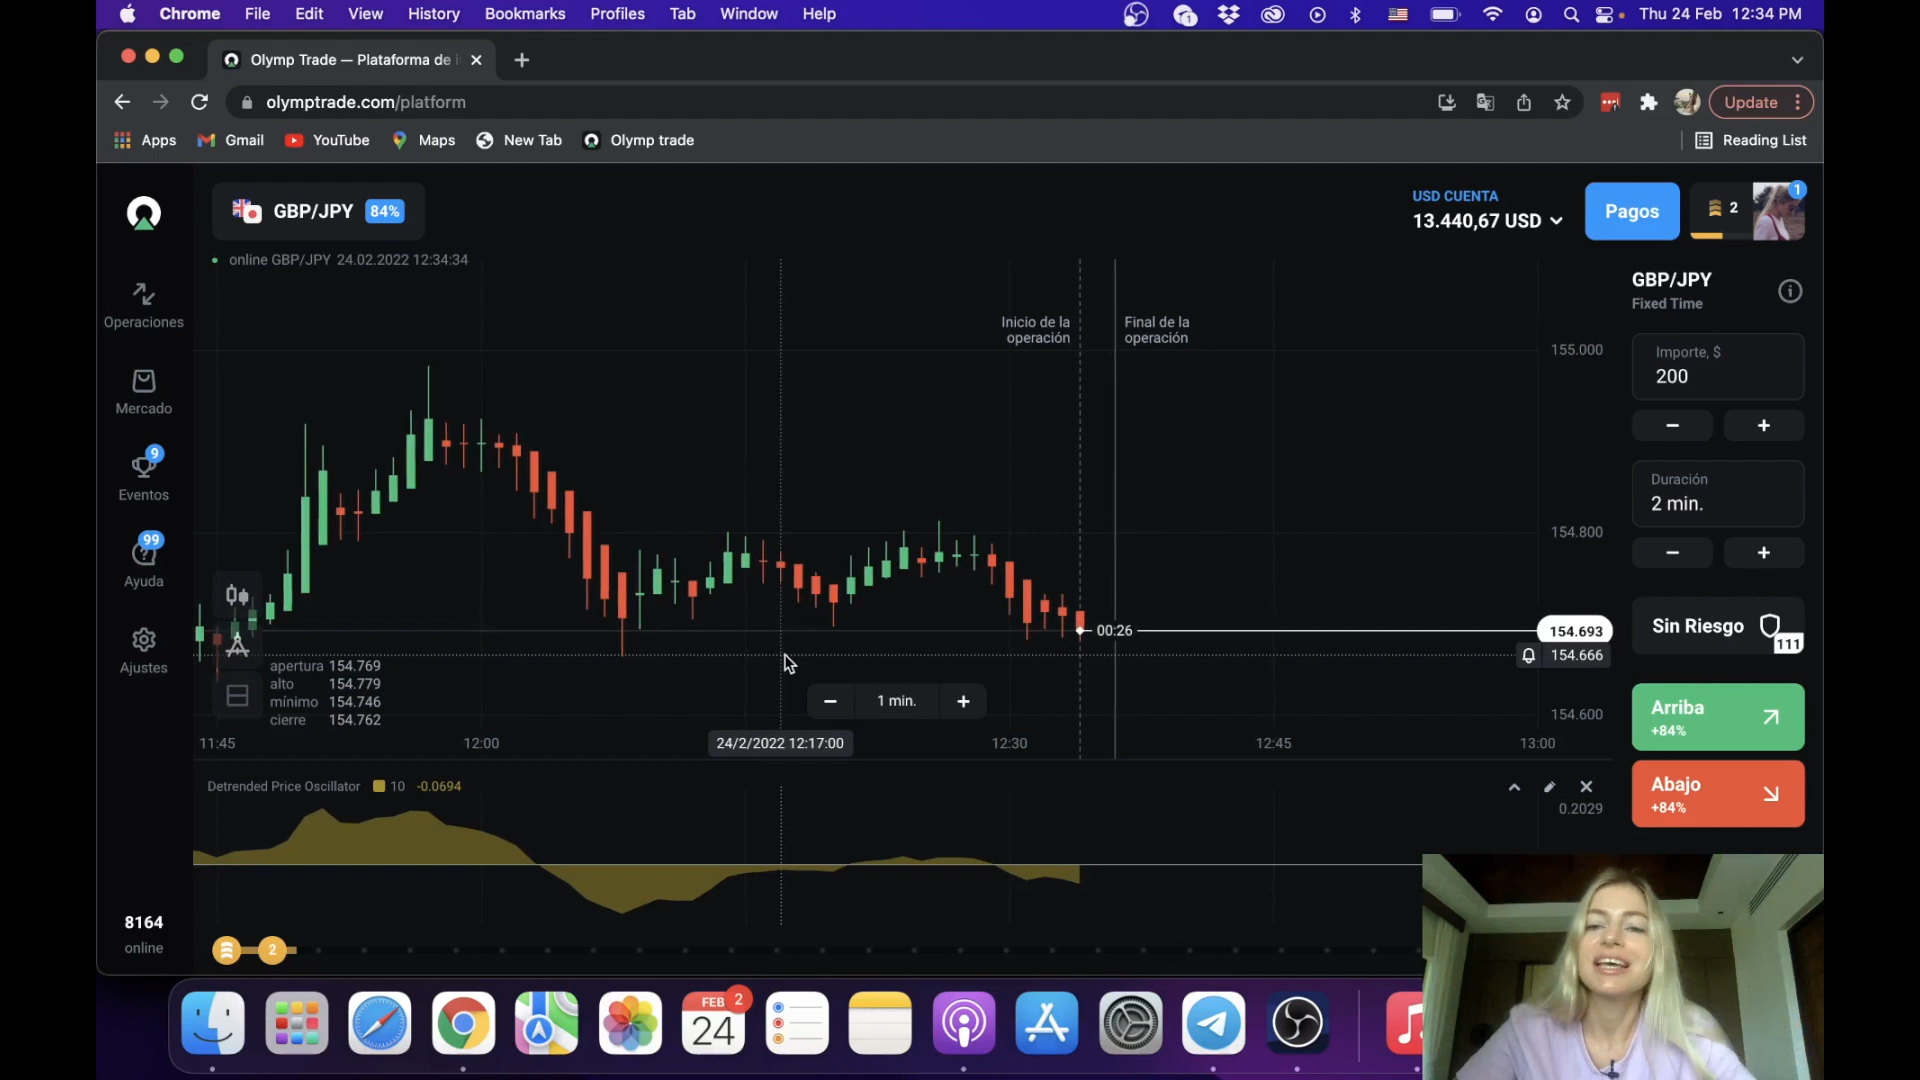 Chrome File Edit View History Bookmarks Profiles Tab Window Help
1
Thu 24 Feb 12:34 PM
Olymp Trade — Plataforma de i
olymptrade.com/platform
Update
Apps Gmail YouTube Maps New Tab Olymp trade
Reading List
GBP/JPY 84%
USD CUENTA
13.440,67 USD
Pagos
2
1
online GBP/JPY 24.02.2022 12:34:34
GBP/JPY
Fixed Time
Operaciones
Inicio de la
operación
Final de la
operación
155.000
Importe, $
200
Mercado
9
Eventos
Duración
2 min.
154.800
99
Ayuda
00:26
154.693
154.666
Sin Riesgo
111
Ajustes
apertura 154.769
alto 154.779
mínimo 154.746
cierre 154.762
1 min.
154.600
Arriba
+84%
11:45 12:00 24/2/2022 12:17:00 12:30 12:45 13:00
Abajo
+84%
Detrended Price Oscillator 10 -0.0694
0.2029
8164
online
2
FEB
2
24